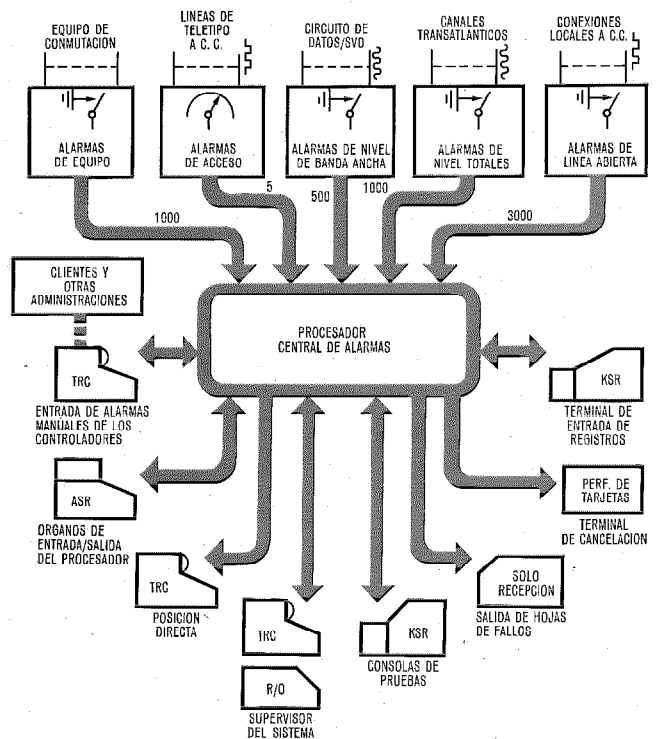 EQUIPO DE
CONMUTACION
LINEAS DE
TELETIPO
A C. C.
CIRCUITO DE
DATOS/SVD
CANALES
TRANSATLANTICOS
CONEXIONES
LOCALES A C.C.
ALARMAS
DE EQUIPO
ALARMAS
DE ACCESO
ALARMAS DE NIVEL
DE BANDA ANCHA
ALARMAS DE
NIVEL TOTALES
ALARMAS DE
LINEA ABIERTA
1000
5
500
1000
3000
CLIENTES Y
OTRAS
ADMINISTRACIONES
PROCESADOR
CENTRAL DE ALARMAS
TRC
ENTRADA DE ALARMAS
MANUALES DE LOS
CONTROLADORES
KSR
TERMINAL DE
ENTRADA DE
REGISTROS
ASR
ORGANOS DE
ENTRADA/SALIDA
DEL PROCESADOR
PERF. DE
TARJETAS
TERMINAL
DE CANCELACION
TRC
POSICION
DIRECTA
TRC
R/O
SUPERVISOR
DEL SISTEMA
KSR
CONSOLAS DE
PRUEBAS
SOLO
RECEPCION
SALIDA DE HOJAS
DE FALLOS